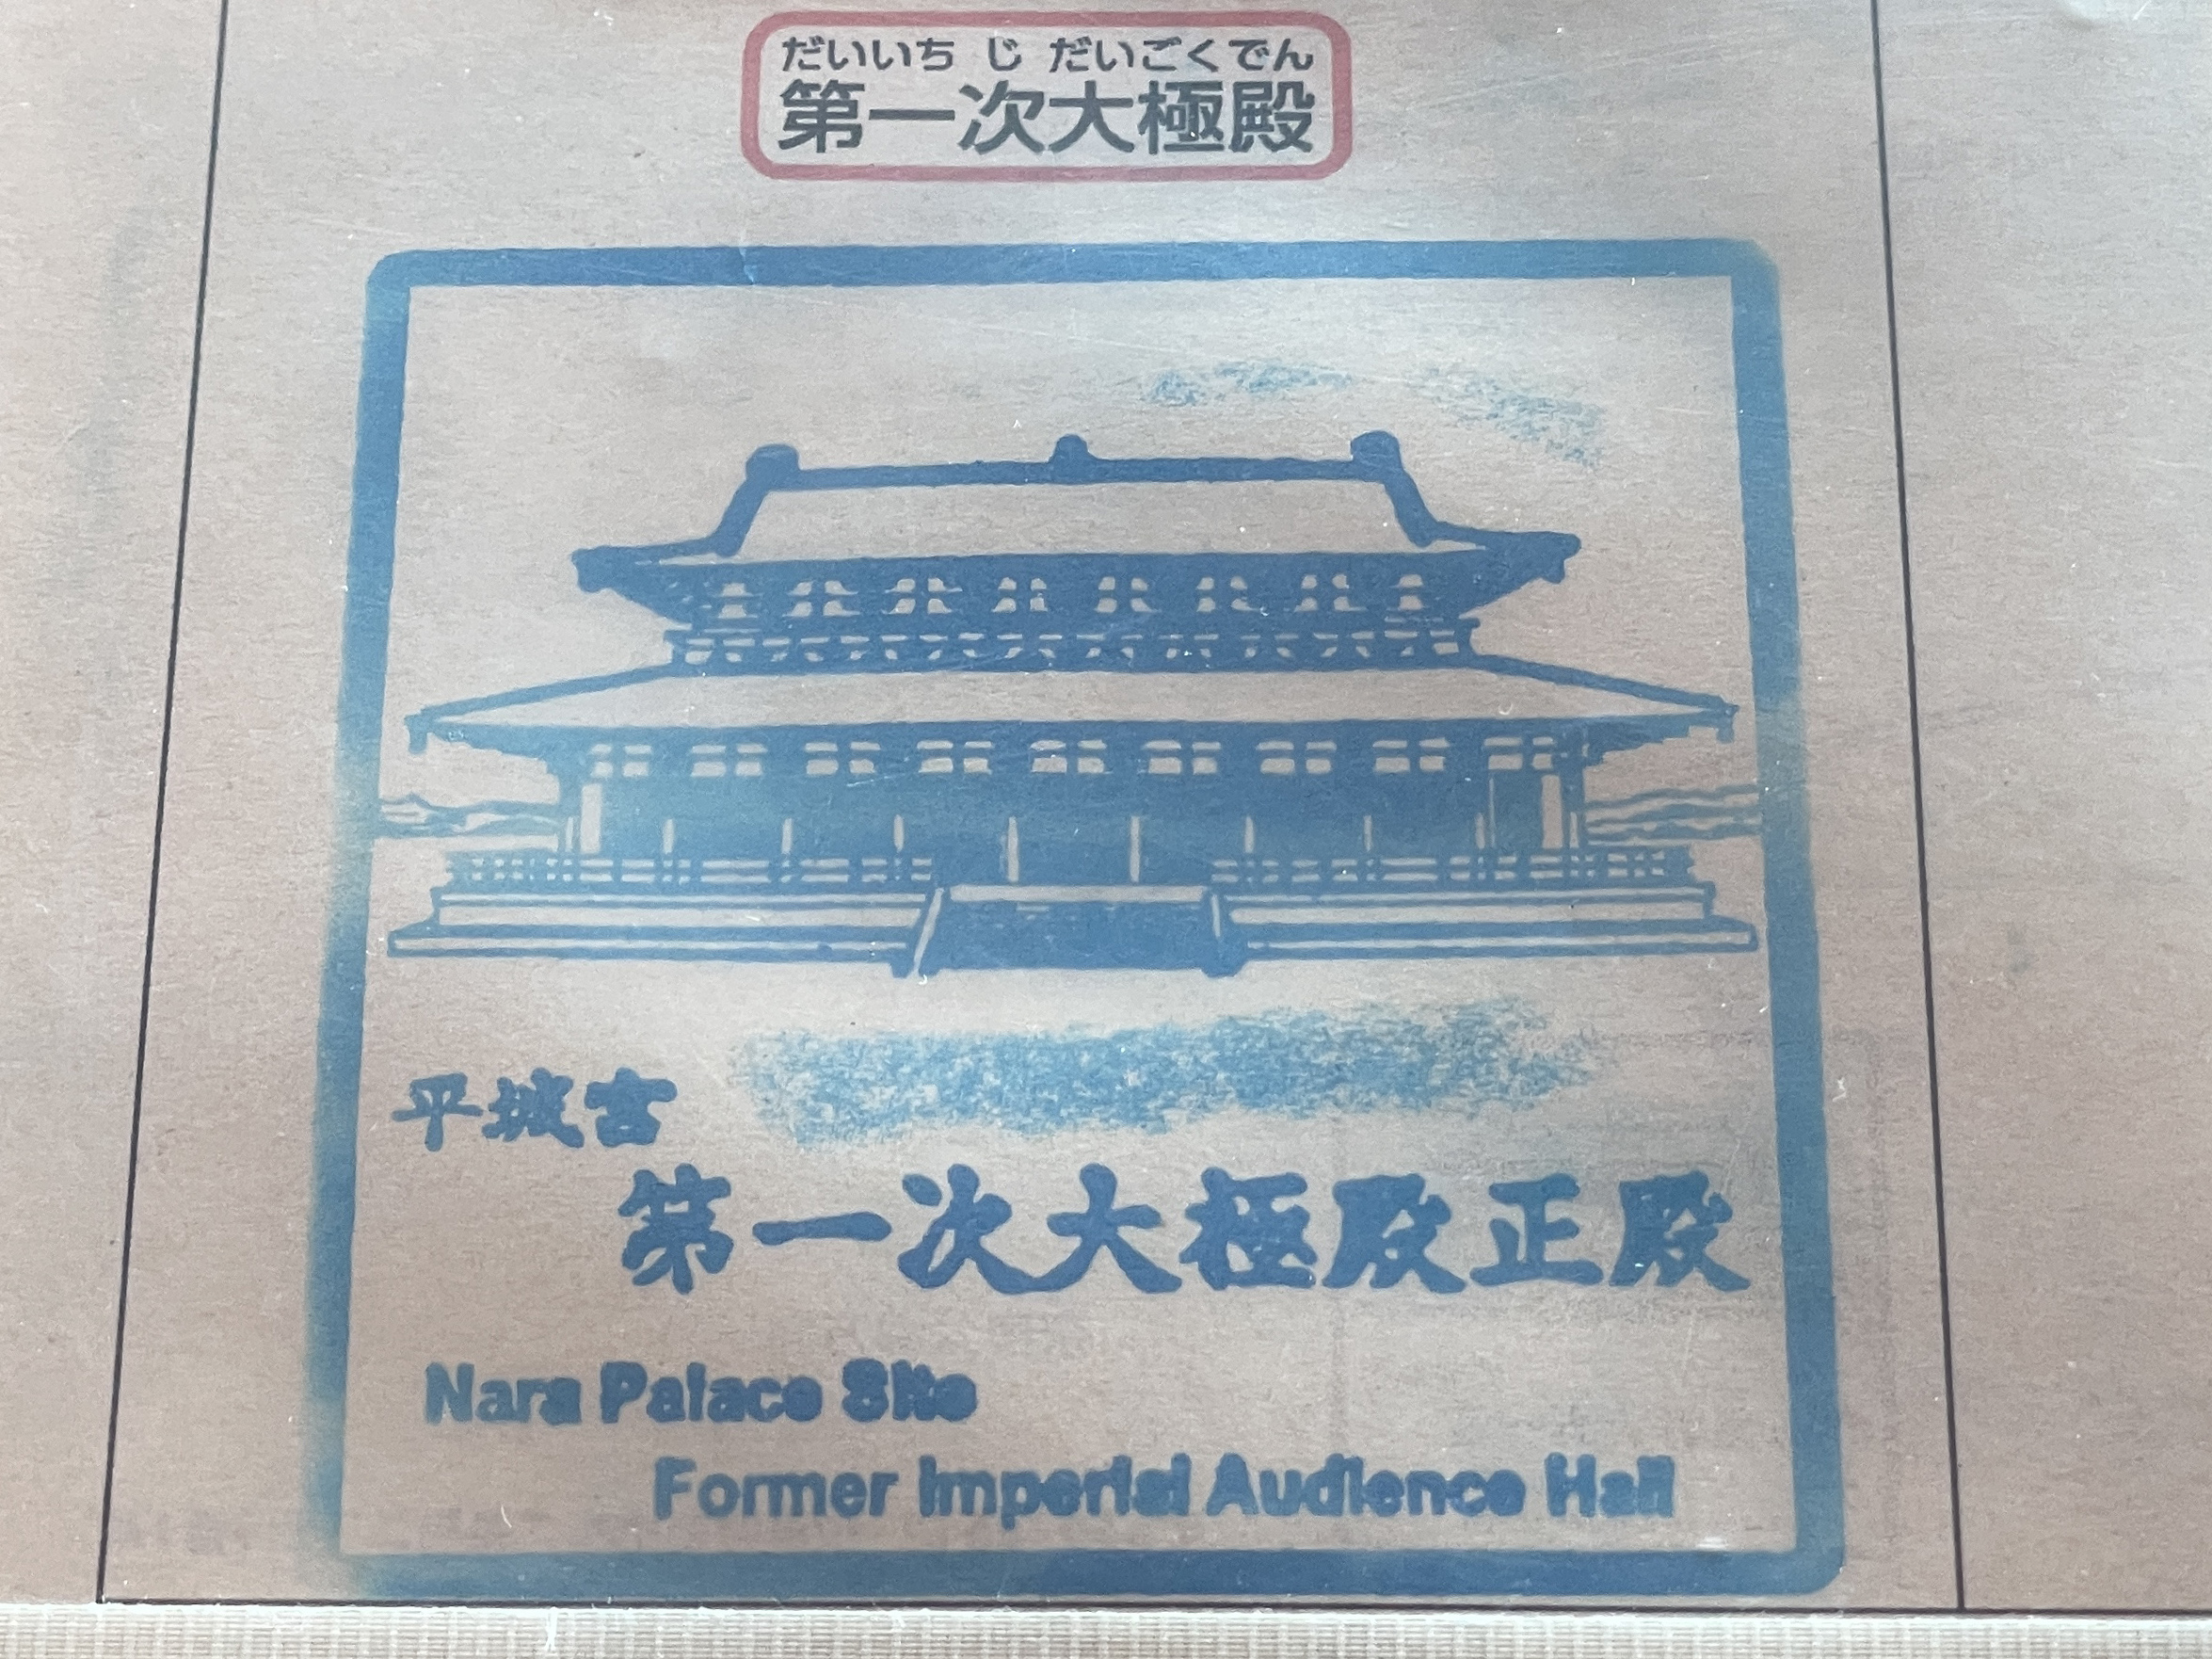 だいいち じ だいごくでん
第一次大極殿
平城宮
第一次大極殿正殿
Nara Palace Site
Former Imperial Audience Hall